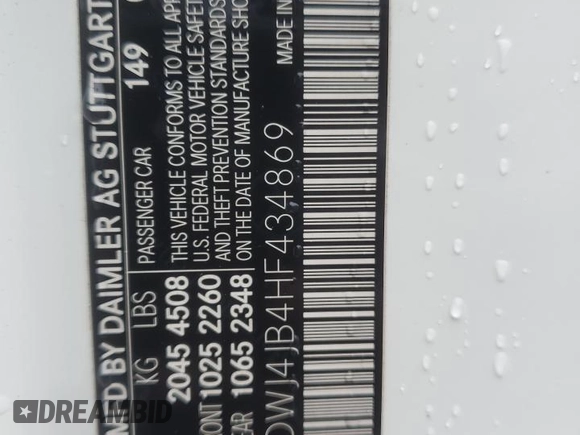 MED BY DAIMLER AG STUTTGART
149
PASSENGER CAR
KG LBS
2045 4508
ONT 1025 2260
EAR 1065 2348
THIS VEHICLE CONFORMS TO ALL APP
U.S. FEDERAL MOTOR VEHICLE SAFET
AND THEFT PREVENTION STANDARDS
ON THE DATE OF MANUFACTURE SHO
DWJ4JB4HF434869
MADE IN
DREAMBID